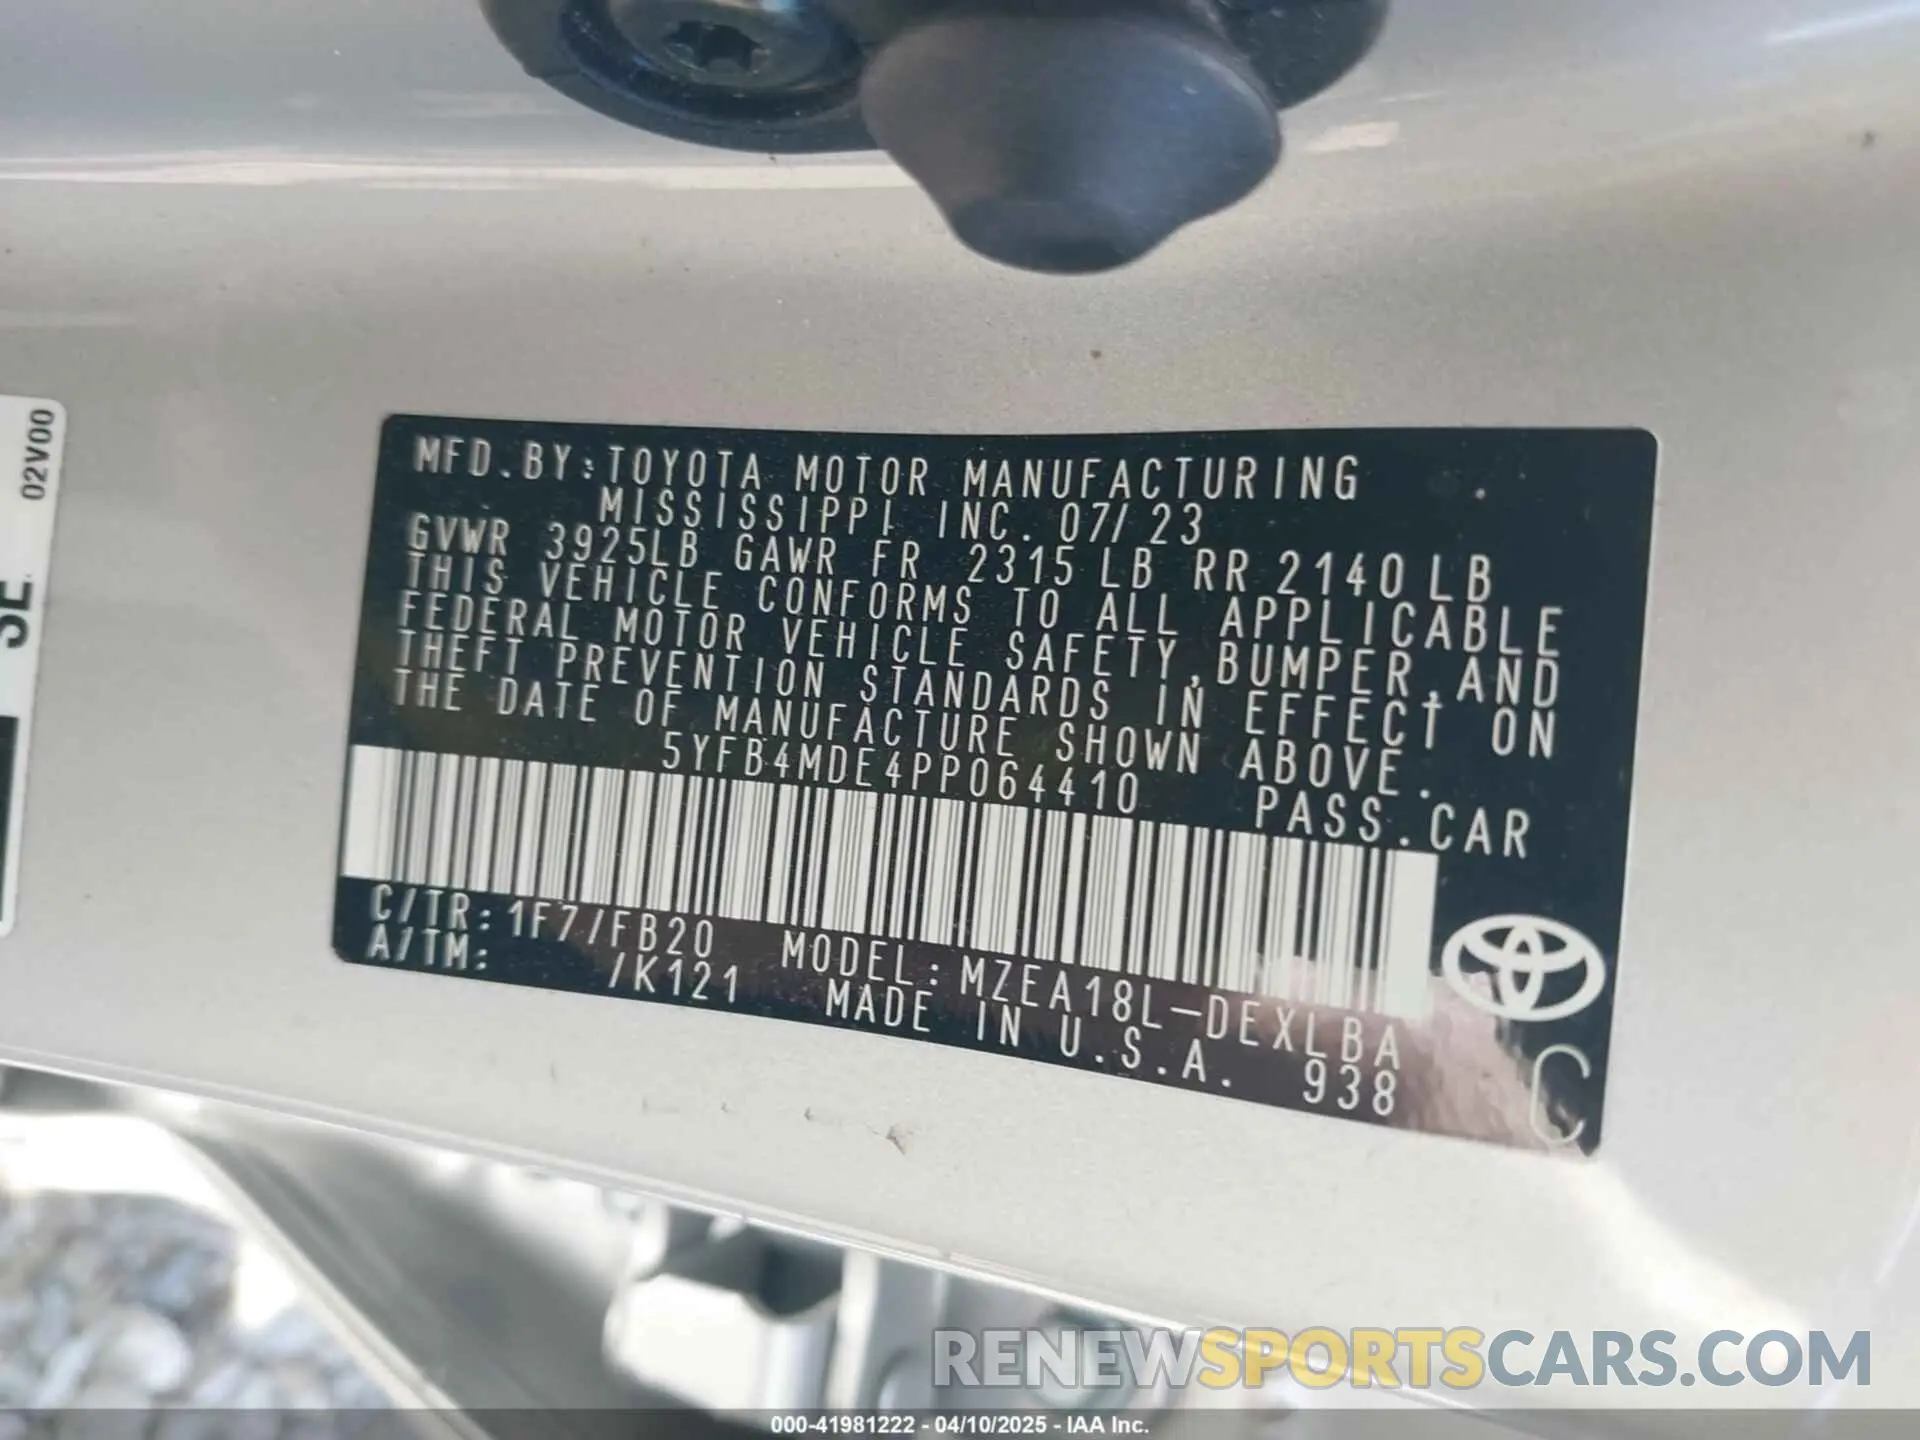 02V00
SE
MFD.BY:TOYOTA MOTOR MANUFACTURING
MISSISSIPPI INC. 07/23
GVWR 3925LB GAWR FR 2315LB RR 2140LB
THIS VEHICLE CONFORMS TO ALL APPLICABLE
FEDERAL MOTOR VEHICLE SAFETY,BUMPER,AND
THEFT PREVENTION STANDARDS IN EFFECT ON
THE DATE OF MANUFACTURE SHOWN ABOVE.
5YFB4MDE4PP064410 PASS.CAR
C/TR:1F7/FB20 MODEL:MZEA18L-DEXLBA
A/TM: /K121 MADE IN U.S.A. 938
C
RENEWSPORTSCARS.COM
000-41981222 - 04/10/2025 - IAA Inc.